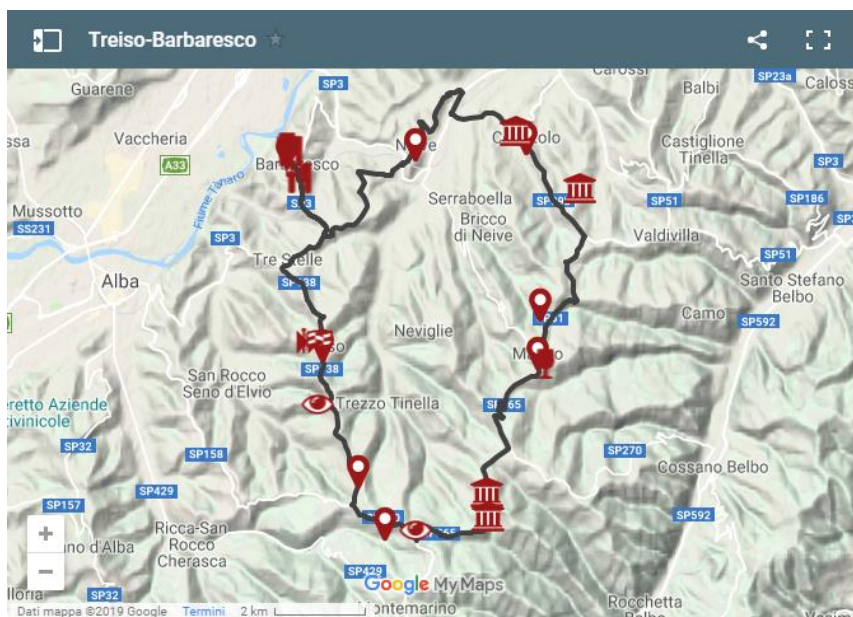 Treiso-Barbaresco
Guarene
SP3
Carossi
SP23a
Balbi
Calosso
Vaccheria
A33
Castiglione
Tinella
SP3
Fiume Tanaro
SP3
Serraboella
Bricco
di Neive
SP51
SP186
Mussotto
SS231
SP3
Valdivilla
SP51
Tre Stelle
Alba
Santo Stefano
Belbo
Camo
SP592
Neviglie
San Rocco
Seno d'Elvio
Trezzo Tinella
SP32
SP158
SP270
Cossano Belbo
SP429
SP157
SP592
Ricca-San
Rocco
Cherasca
SP32
SP429
Google My Maps
Rocchetta
Belbo
Dati mappa ©2019 Google
Termini
2 km